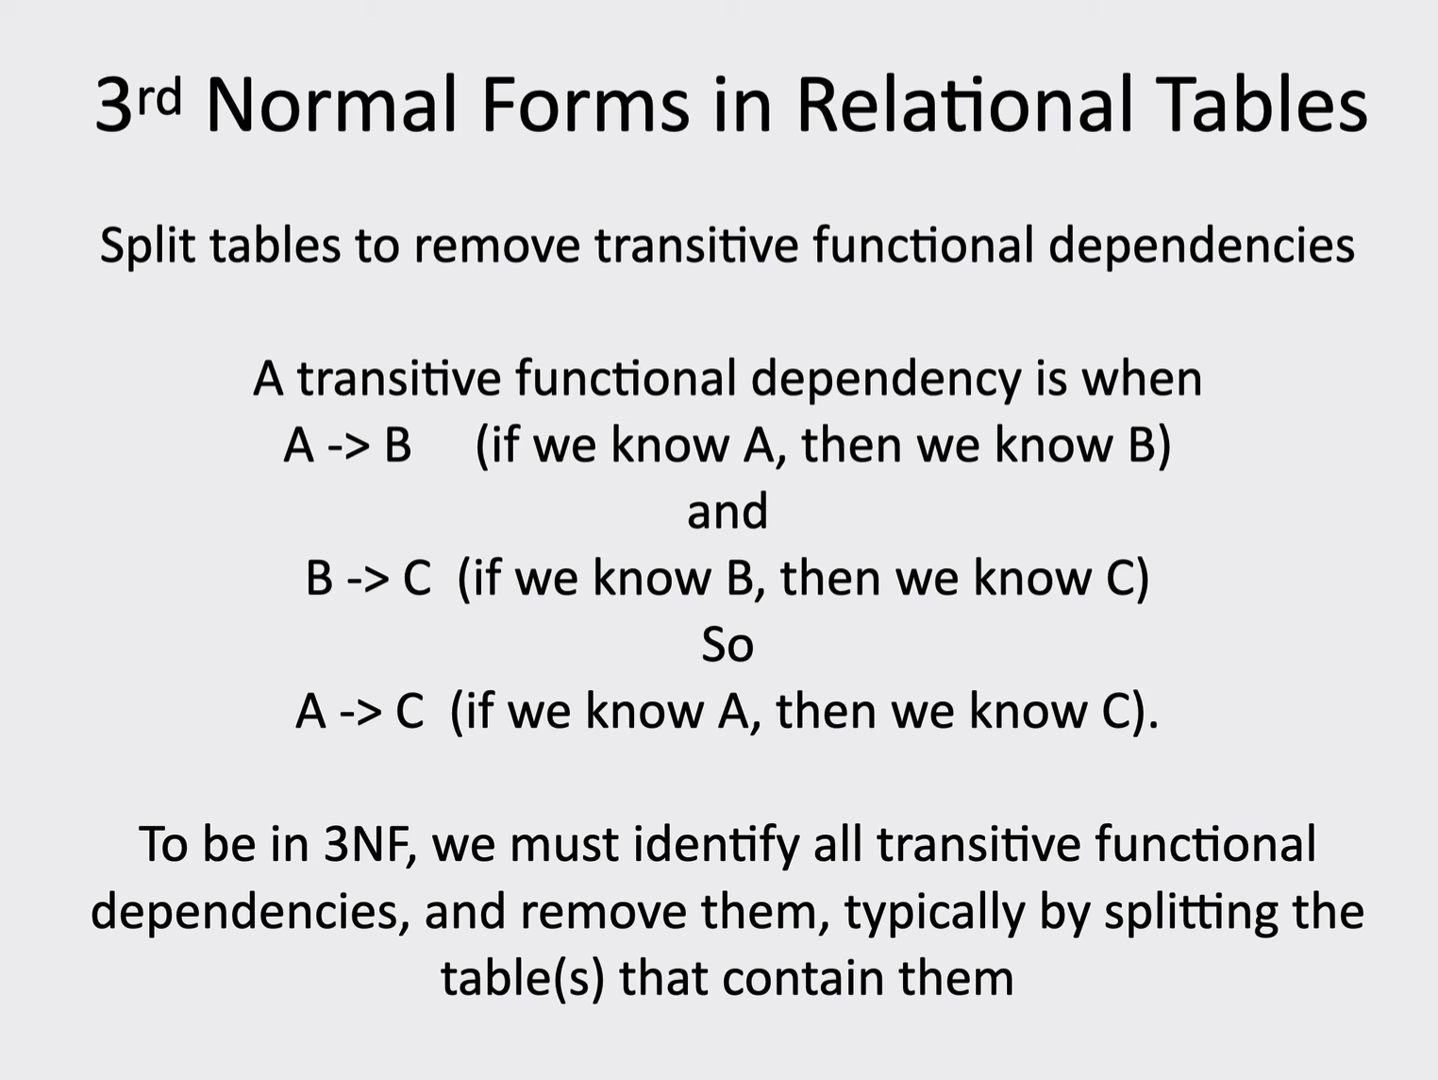 3rd Normal Forms in Relational Tables
Split tables to remove transitive functional dependencies
A transitive functional dependency is when
A -> B (if we know A, then we know B)
and
B -> C (if we know B, then we know C)
So
A -> C (if we know A, then we know C).
To be in 3NF, we must identify all transitive functional
dependencies, and remove them, typically by splitting the
table(s) that contain them